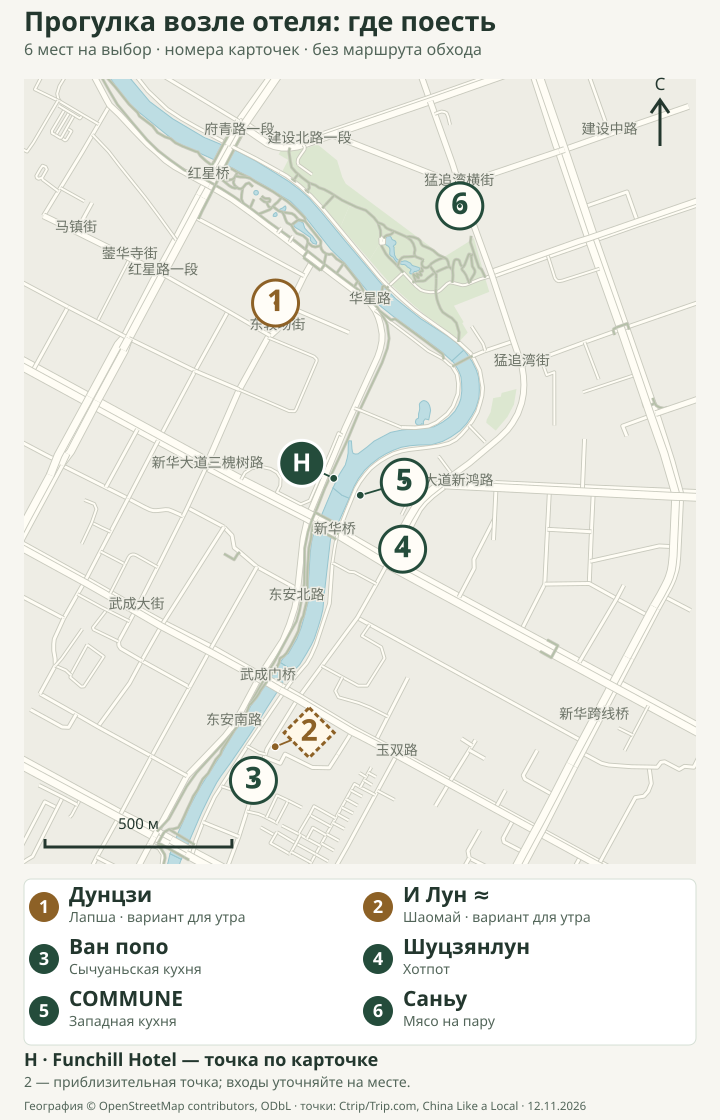 Прогулка возле отеля: где поесть
6 мест на выбор · номера карточек · без маршрута обхода
С
府青路一段
建设北路一段
建设中路
红星桥
猛追湾横街
6
马镇街
蓥华寺街
红星路一段
华星路
1
猛追湾街
H
新华大道三槐树路
5
大道新鸿路
新华桥
4
东安北路
武成大街
武成门桥
东安南路
新华跨线桥
2
玉双路
3
500 м
1
Дунцзи
Лапша · вариант для утра
2
И Лун ≈
Шаомай · вариант для утра
3
Ван попо
Сычуаньская кухня
4
Шуцзянлун
Хотпот
5
COMMUNE
Западная кухня
6
Саньу
Мясо на пару
H · Funchill Hotel — точка по карточке
2 — приблизительная точка; входы уточняйте на месте.
География © OpenStreetMap contributors, ODbL · точки: Ctrip/Trip.com, China Like a Local · 12.11.2026